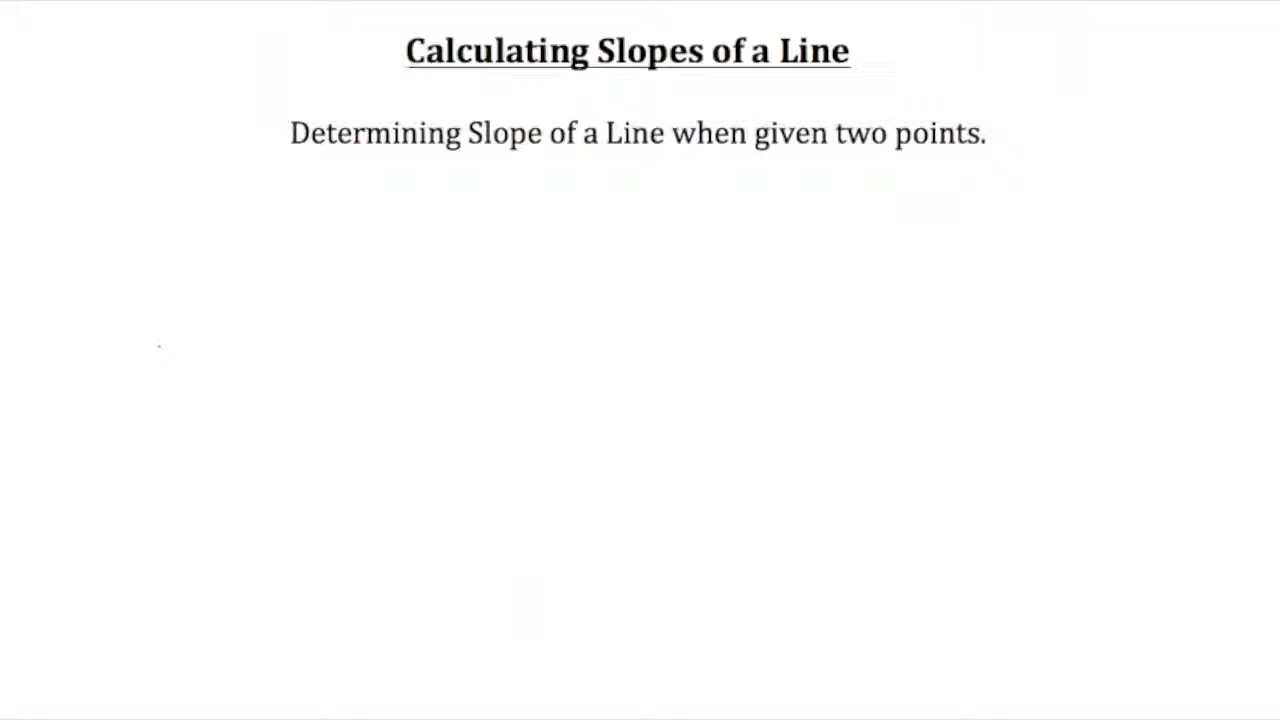 Calculating Slopes of a Line
Determining Slope of a Line when given two points.